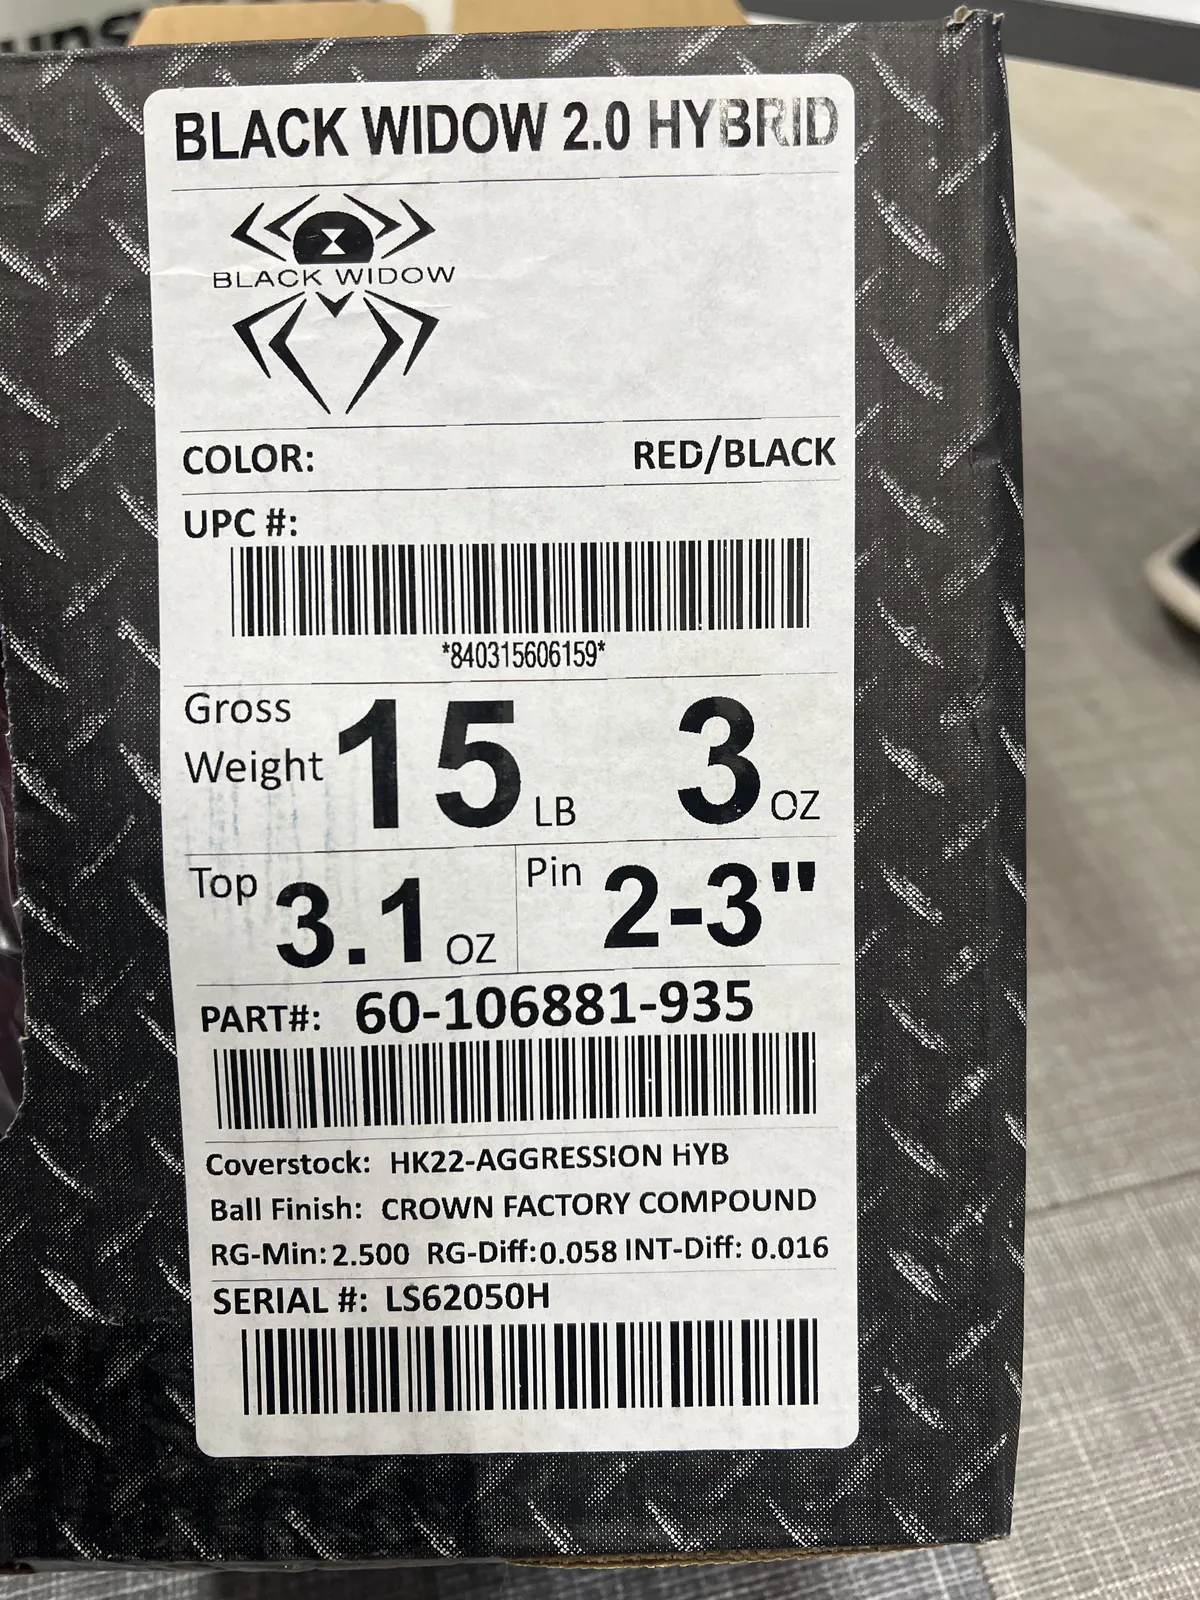 BLACK WIDOW 2.0 HYBRID
BLACK WIDOW
COLOR: RED/BLACK
UPC #:
*840315606159*
Gross Weight 15 LB 3 OZ
Top 3.1 OZ Pin 2-3"
PART#: 60-106881-935
Coverstock: HK22-AGGRESSION HYB
Ball Finish: CROWN FACTORY COMPOUND
RG-Min: 2.500 RG-Diff: 0.058 INT-Diff: 0.016
SERIAL #: LS62050H